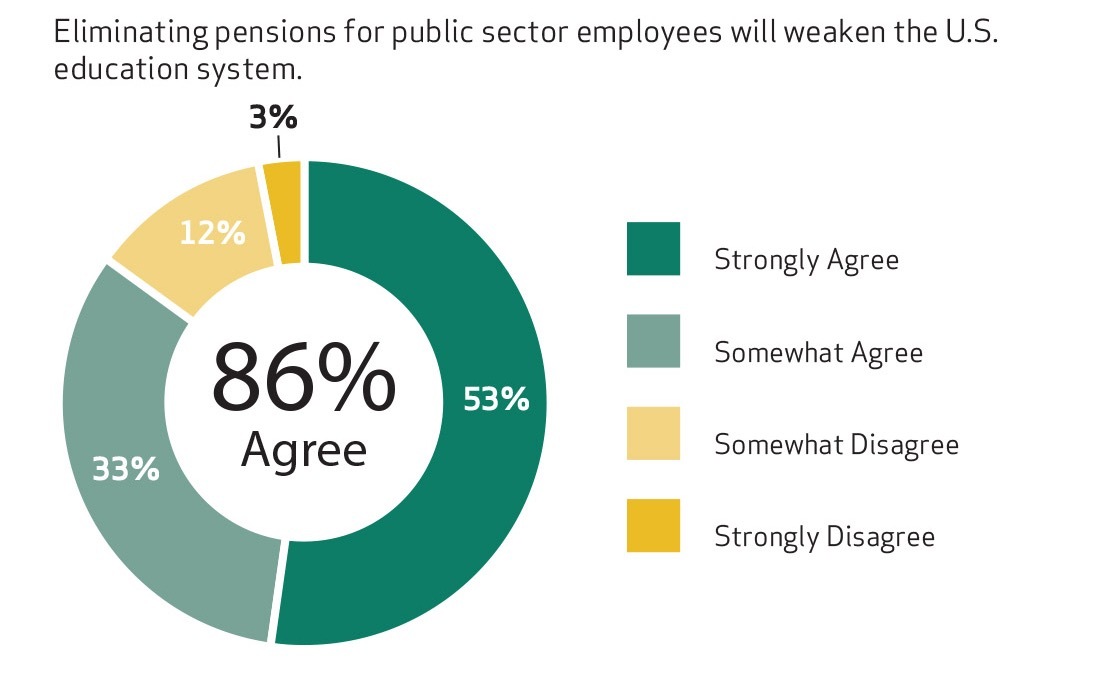 Eliminating pensions for public sector employees will weaken the U.S.
education system.
3%
12%
86%
Agree
53%
33%
Strongly Agree
Somewhat Agree
Somewhat Disagree
Strongly Disagree